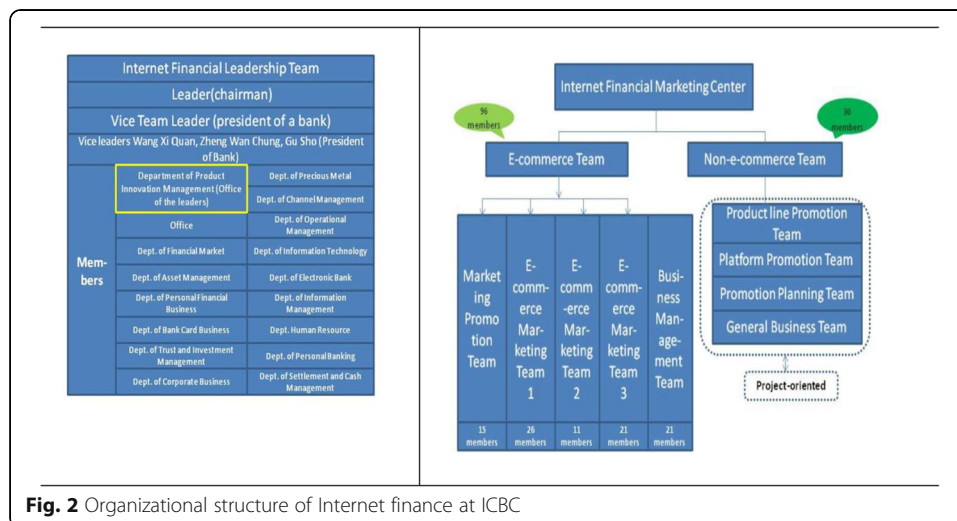 Internet Financial Leadership Team
Leader(chairman)
Vice Team Leader (president of a bank)
Vice leaders Wang Xi Quan, Zheng Wan Chung, Gu Sho (President
of Bank)
Mem-
bers
Department of Product
Innovation Management (Office
of the leaders)
Dept. of Precious Metal
Dept. of Channel Management
Office
Dept. of Operational
Management
Dept. of Financial Market
Dept. of Information Technology
Dept. of Asset Management
Dept. of Electronic Bank
Dept. of Personal Financial
Business
Dept. of Information
Management
Dept. of Bank Card Business
Dept. Human Resource
Dept. of Trust and Investment
Management
Dept. of Personal Banking
Dept. of Corporate Business
Dept. of Settlement and Cash
Management
Internet Financial Marketing Center
96
members
30
members
E-commerce Team
Non-e-commerce Team
Market
ing
Promo
tion
Team
15
members
E-
comm-
erce
Mar-
keting
Team
1
26
members
E-
comm
-erce
Mar-
keting
Team
2
11
members
E-
comm-
erce
Mar-
keting
Team
3
21
members
Busi-
ness
Man-
age-
ment
Team
21
members
Product line Promotion
Team
Platform Promotion Team
Promotion Planning Team
General Business Team
Project-oriented
Fig. 2 Organizational structure of Internet finance at ICBC